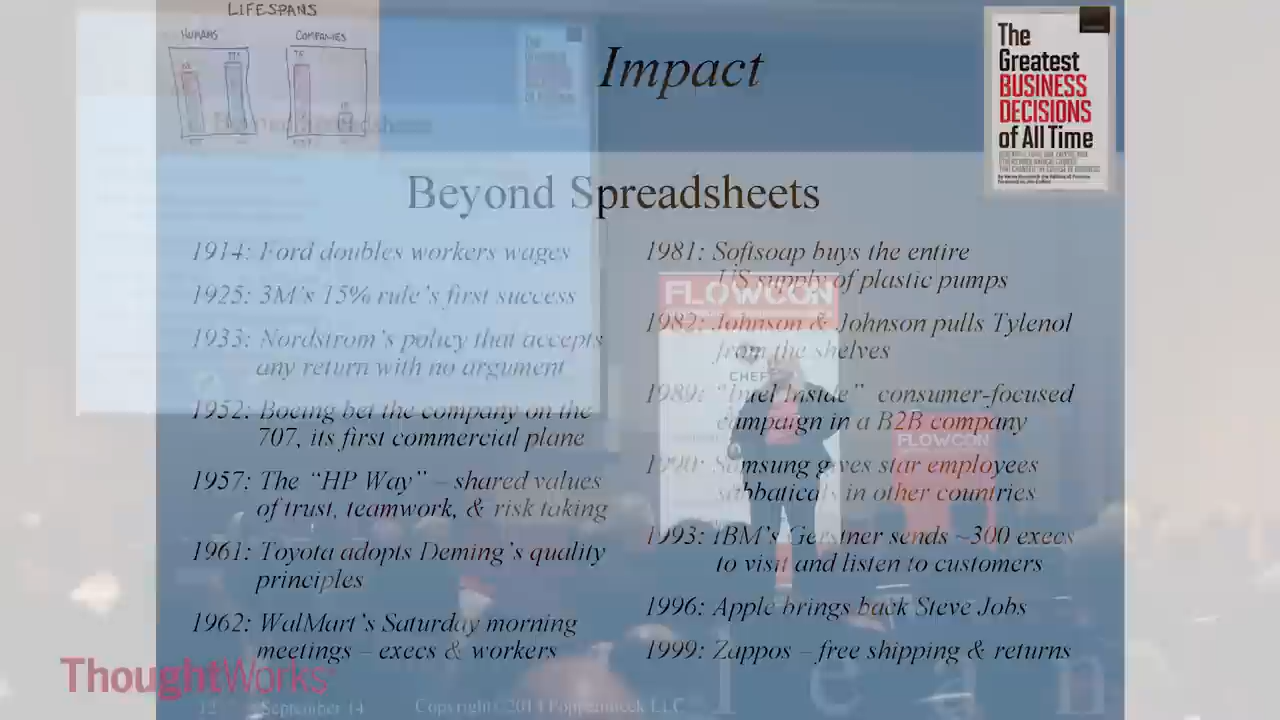 LIFESPANS
HUMANS
COMPANIES
Impact
The
Greatest
BUSINESS
DECISIONS
of All Time
Beyond Spreadsheets
1914: Ford doubles workers wages
1925: 3M's 15% rule's first success
1933: Nordstrom's policy that accepts
any return with no argument
1952: Boeing bet the company on the
707, its first commercial plane
1957: The "HP Way" – shared values
of trust, teamwork, & risk taking
1961: Toyota adopts Deming's quality
principles
1962: WalMart's Saturday morning
meetings – execs & workers
1981: Softsoap buys the entire
US supply of plastic pumps
1982: Johnson & Johnson pulls Tylenol
from the shelves
1989: "Intel Inside" consumer-focused
campaign in a B2B company
1990: Samsung gives star employees
sabbaticals in other countries
1993: IBM's Gerstner sends ~300 execs
to visit and listen to customers
1996: Apple brings back Steve Jobs
1999: Zappos – free shipping & returns
FLOWCON
CHEF
FLOWCON
ThoughtWorks
12 September 14 Copyright©2013 Poppendieck.LLC
l e a n